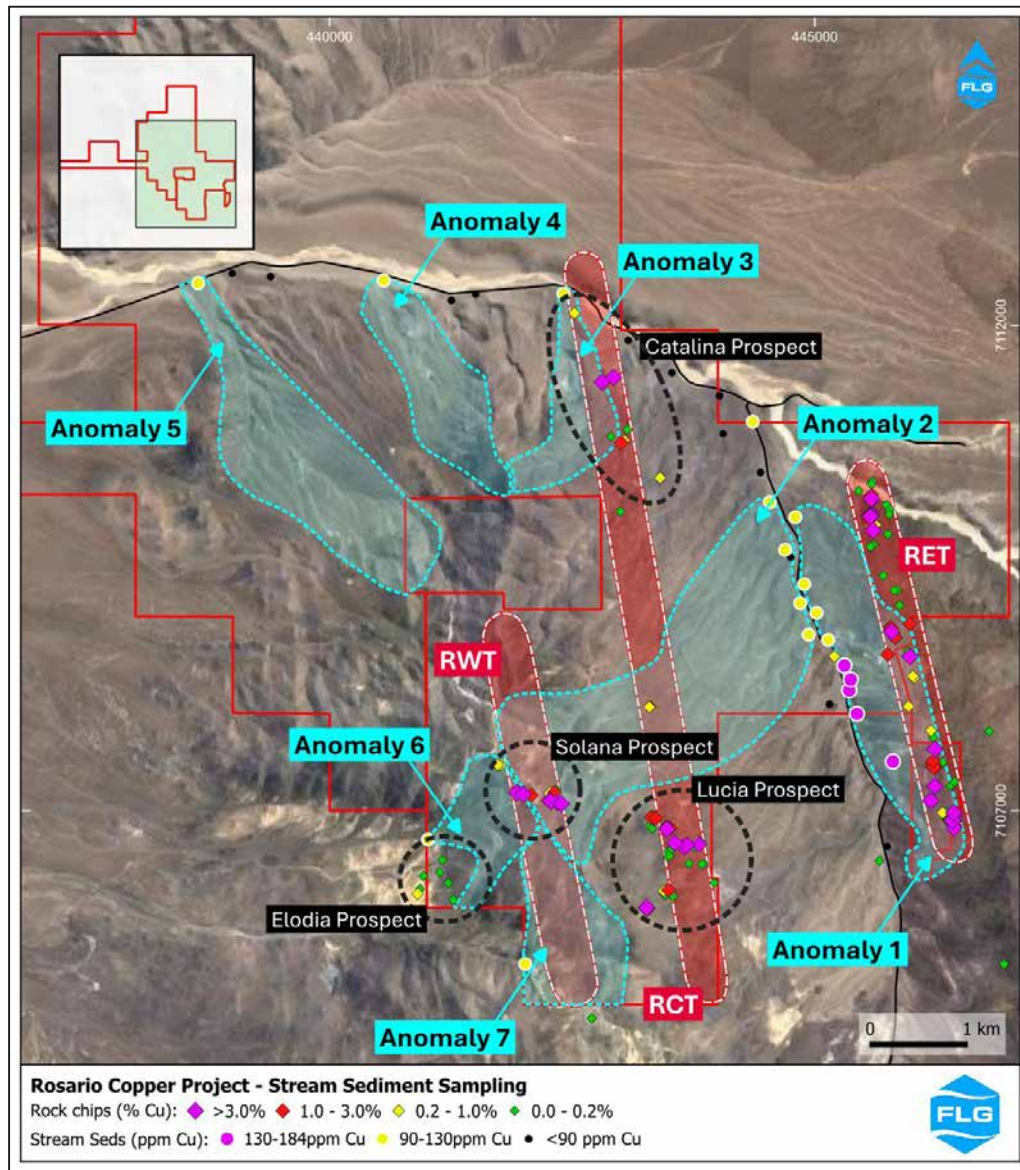 440000
445000
FLG
Anomaly 4
Anomaly 3
7112000
Catalina Prospect
Anomaly 5
Anomaly 2
RET
RWT
Anomaly 6
Solana Prospect
Lucia Prospect
7107000
Elodia Prospect
Anomaly 1
RCT
Anomaly 7
0 1 km
Rosario Copper Project - Stream Sediment Sampling
Rock chips (% Cu): >3.0% 1.0 - 3.0% 0.2 - 1.0% 0.0 - 0.2%
Stream Seds (ppm Cu): 130-184ppm Cu 90-130ppm Cu <90 ppm Cu
FLG